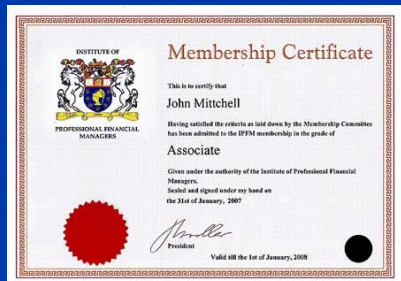 INSTITUTE OF
PROFESSIONAL FINANCIAL
MANAGERS
Membership Certificate
This is to certify that
John Mittchell
Having satisfied the criteria as laid down by the Membership Committee
has been admitted to the IPFM membership in the grade of
Associate
Given under the authority of the Institute of Professional Financial
Managers.
Sealed and signed under my hand on
the 31st of January, 2007
President
Valid till the 1st of January, 2008